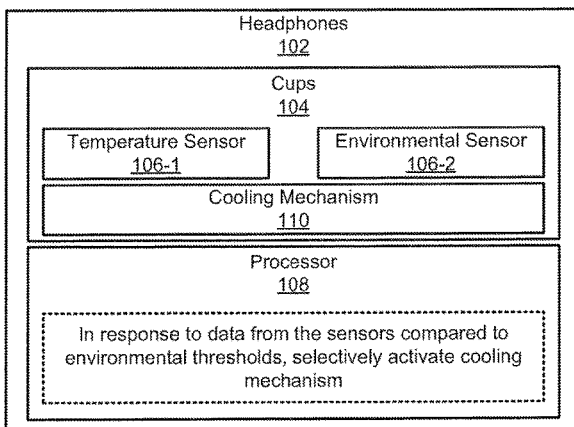 Headphones
102
Cups
104
Temperature Sensor
106-1
Environmental Sensor
106-2
Cooling Mechanism
110
Processor
108
In response to data from the sensors compared to
environmental thresholds, selectively activate cooling
mechanism